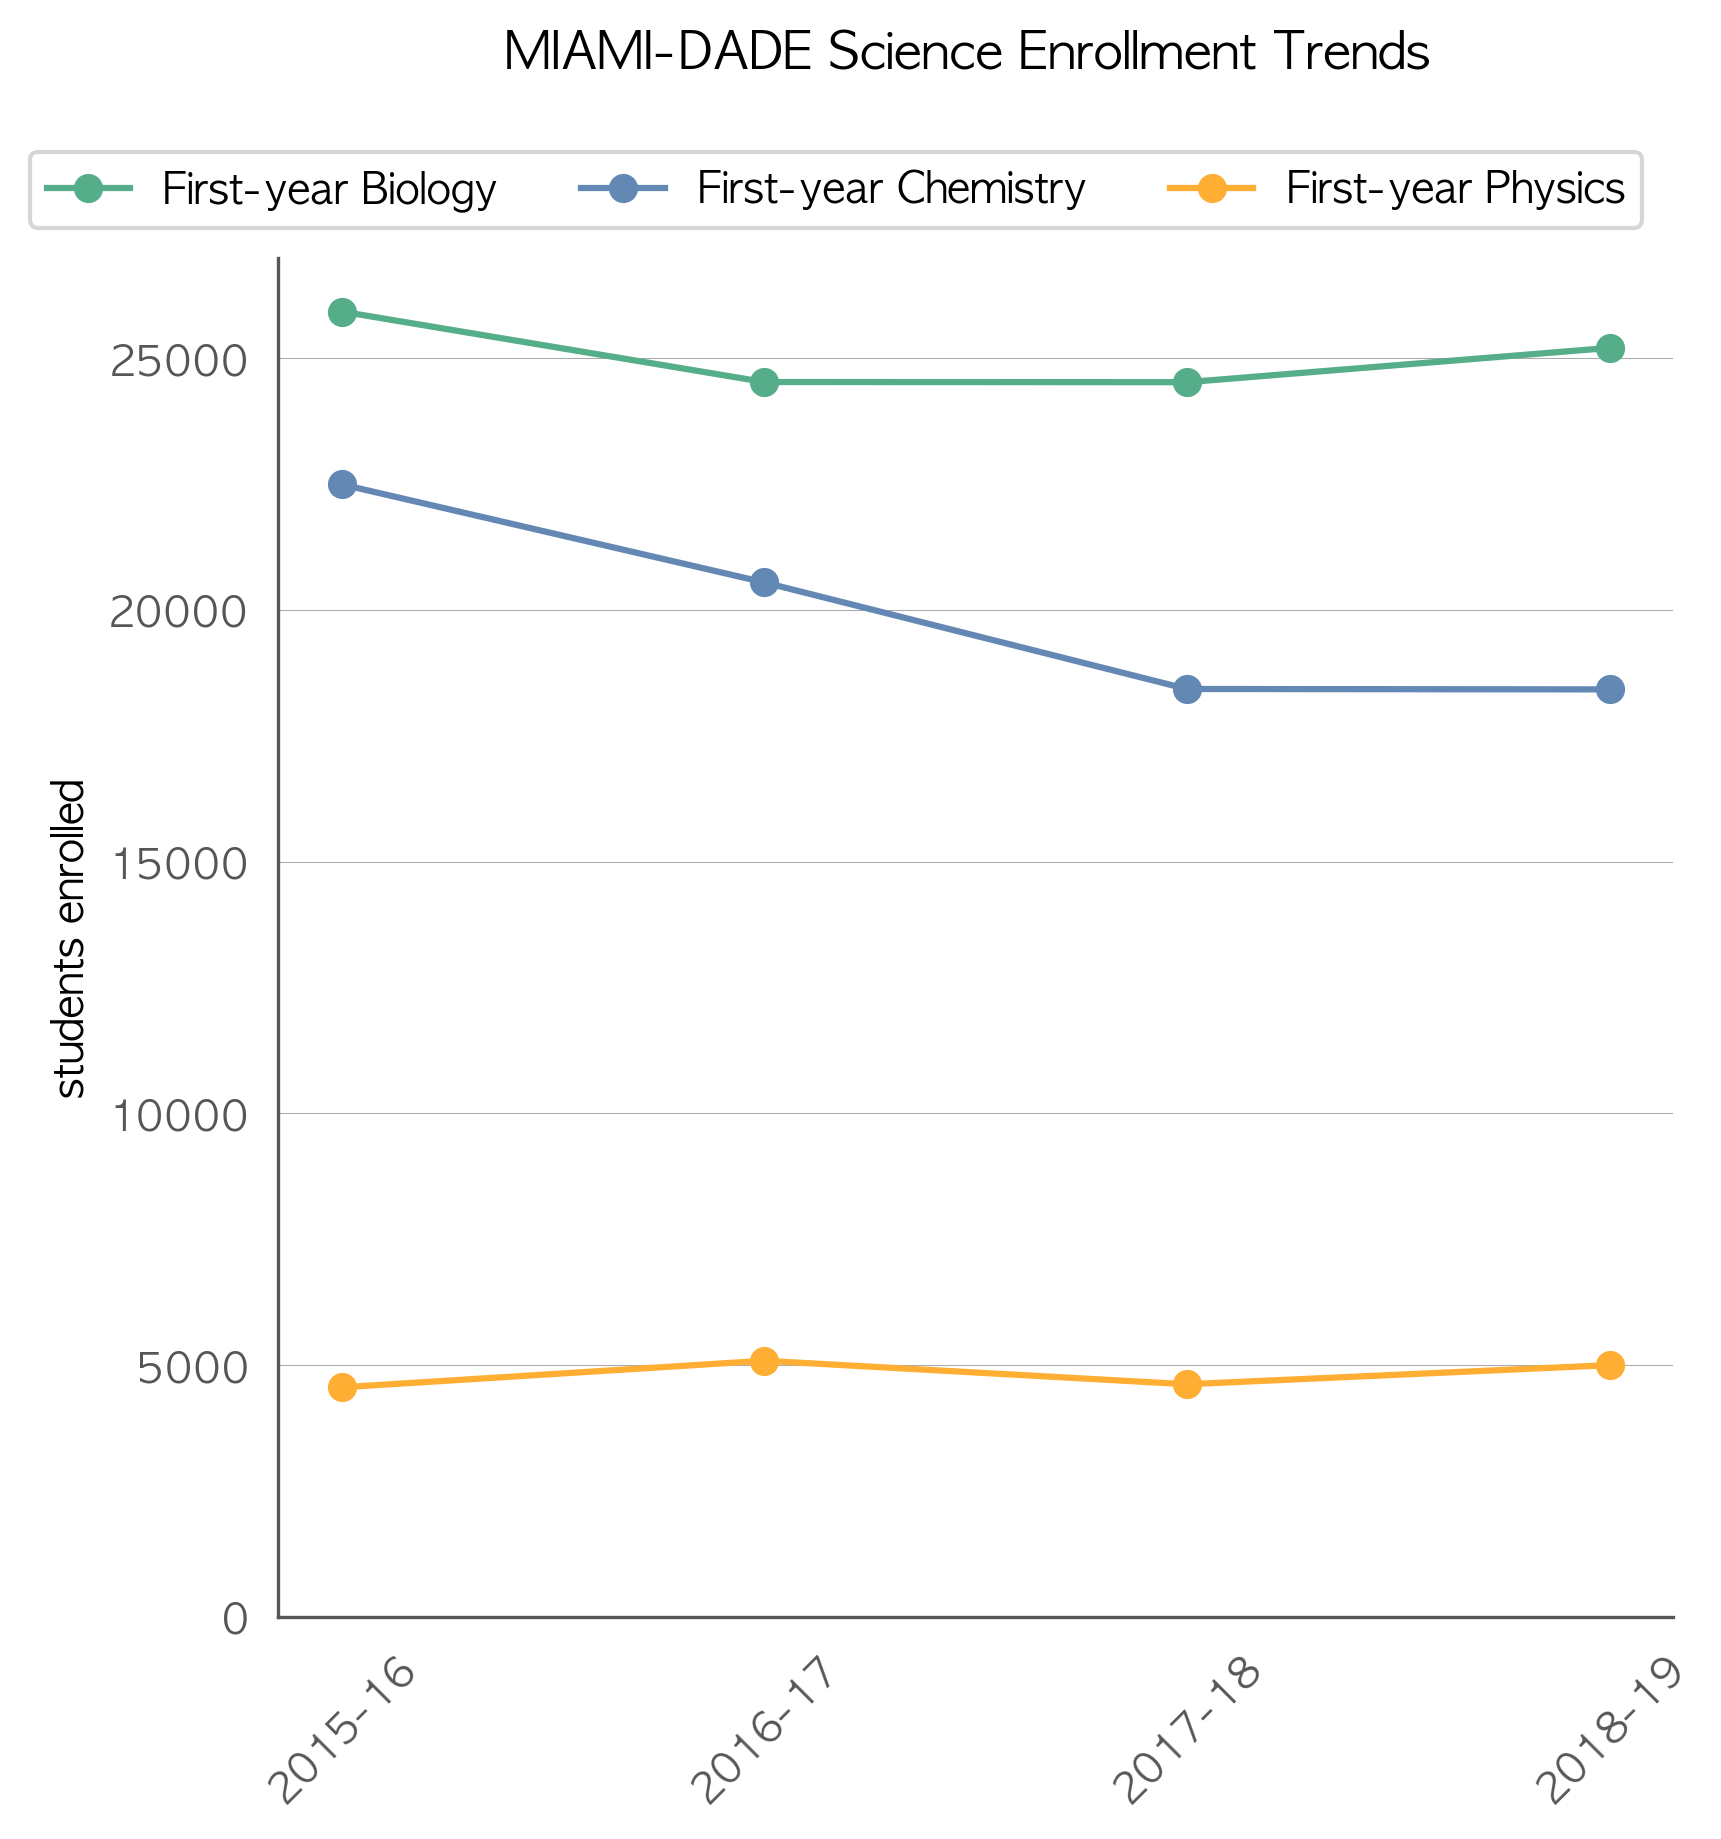 MIAMI-DADE Science Enrollment Trends
First-year Biology First-year Chemistry First-year Physics
25000
20000
15000
10000
5000
0
students enrolled
2015-16 2016-17 2017-18 2018-19